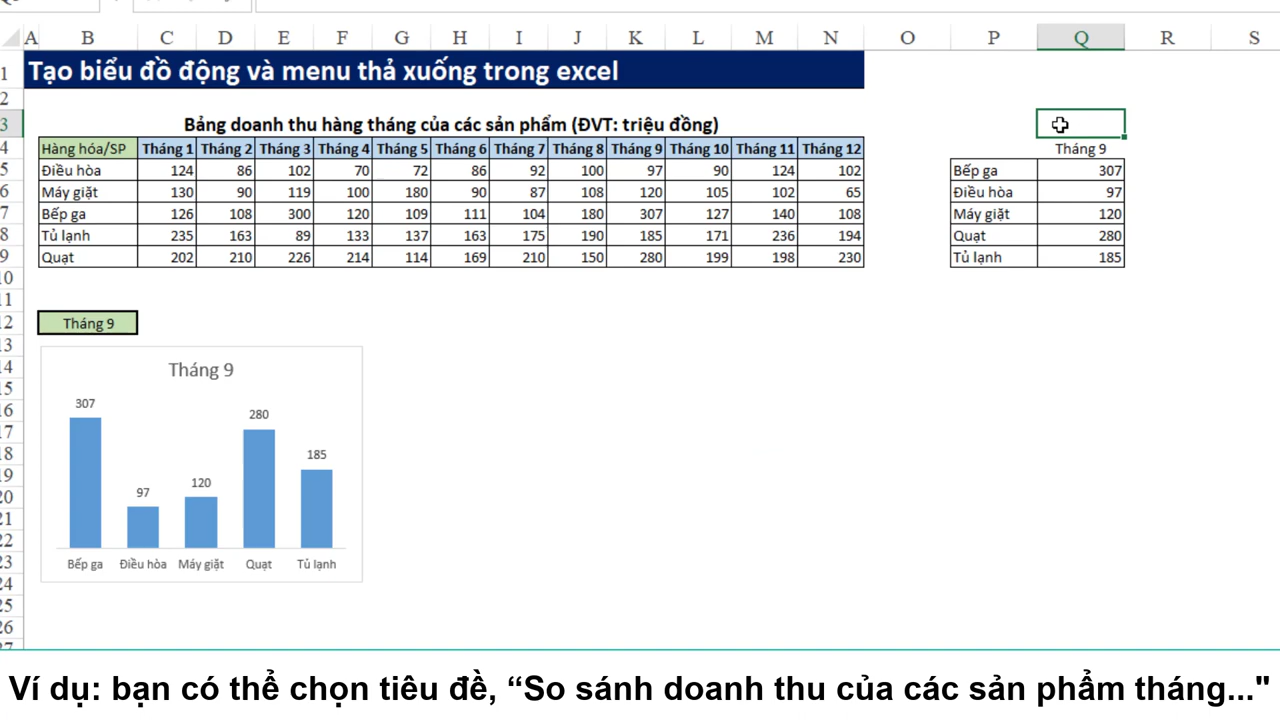 A B C D E F G H I J K L M N O P Q R S
1 Tạo biểu đồ động và menu thả xuống trong excel
2
3 Bảng doanh thu hàng tháng của các sản phẩm (ĐVT: triệu đồng)
4 Hàng hóa/SP Tháng 1 Tháng 2 Tháng 3 Tháng 4 Tháng 5 Tháng 6 Tháng 7 Tháng 8 Tháng 9 Tháng 10 Tháng 11 Tháng 12 Tháng 9
5 Điều hòa 124 86 102 70 72 86 92 100 97 90 124 102 Bếp ga 307
6 Máy giặt 130 90 119 100 180 90 87 108 120 105 102 65 Điều hòa 97
7 Bếp ga 126 108 300 120 109 111 104 180 307 127 140 108 Máy giặt 120
8 Tủ lạnh 235 163 89 133 137 163 175 190 185 171 236 194 Quạt 280
9 Quạt 202 210 226 214 114 169 210 150 280 199 198 230 Tủ lạnh 185
10
11
12 Tháng 9
13
14 Tháng 9
15
16 307 280
17
18 185
19
20 97 120
21
22
23 Bếp ga Điều hòa Máy giặt Quạt Tủ lạnh
24
25
26
Ví dụ: bạn có thể chọn tiêu đề, “So sánh doanh thu của các sản phẩm tháng..."